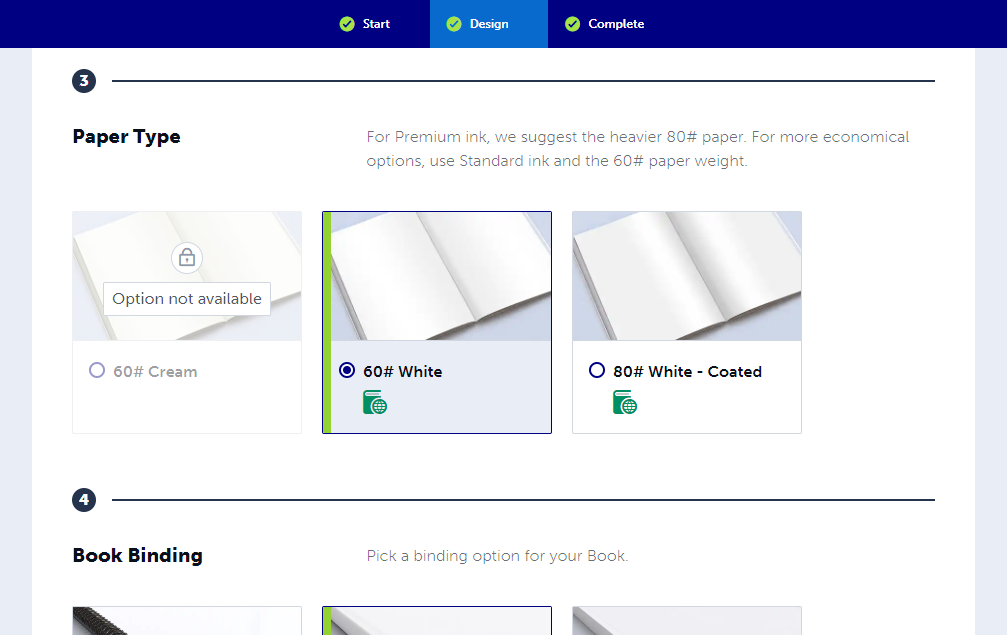 Start
Design
Complete
3
Paper Type
For Premium ink, we suggest the heavier 80# paper. For more economical
options, use Standard ink and the 60# paper weight.
Option not available
60# Cream
60# White
80# White - Coated
4
Book Binding
Pick a binding option for your Book.